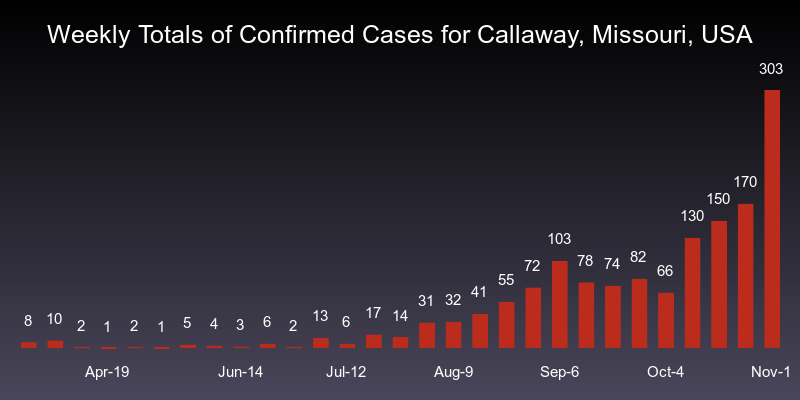 Weekly Totals of Confirmed Cases for Callaway, Missouri, USA
8 10 2 1 2 1 5 4 3 6 2 13 6 17 14 31 32 41 55 72 103 78 74 82 66 130 150 170 303
Apr-19 Jun-14 Jul-12 Aug-9 Sep-6 Oct-4 Nov-1